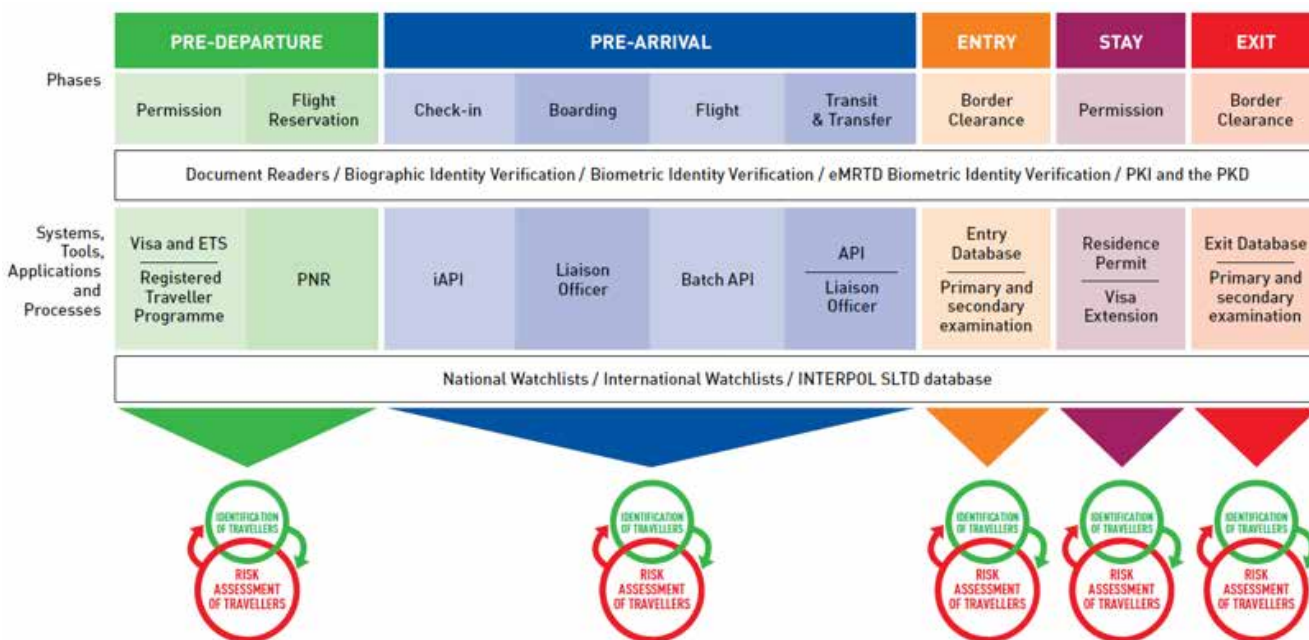 PRE-DEPARTURE
PRE-ARRIVAL
ENTRY
STAY
EXIT
Phases
Permission
Flight
Reservation
Check-in
Boarding
Flight
Transit
& Transfer
Border
Clearance
Permission
Border
Clearance
Document Readers / Biographic Identity Verification / Biometric Identity Verification / eMRTD Biometric Identity Verification / PKI and the PKD
Systems,
Tools,
Applications
and
Processes
Visa and ETS
Registered
Traveller
Programme
PNR
iAPI
Liaison
Officer
Batch API
API
Liaison
Officer
Entry
Database
Primary and
secondary
examination
Residence
Permit
Visa
Extension
Exit Database
Primary and
secondary
examination
National Watchlists / International Watchlists / INTERPOL SLTD database
IDENTIFICATION
OF TRAVELLERS
RISK
ASSESSMENT
OF TRAVELLERS
IDENTIFICATION
OF TRAVELLERS
RISK
ASSESSMENT
OF TRAVELLERS
IDENTIFICATION
OF TRAVELLERS
RISK
ASSESSMENT
OF TRAVELLERS
IDENTIFICATION
OF TRAVELLERS
RISK
ASSESSMENT
OF TRAVELLERS
IDENTIFICATION
OF TRAVELLERS
RISK
ASSESSMENT
OF TRAVELLERS